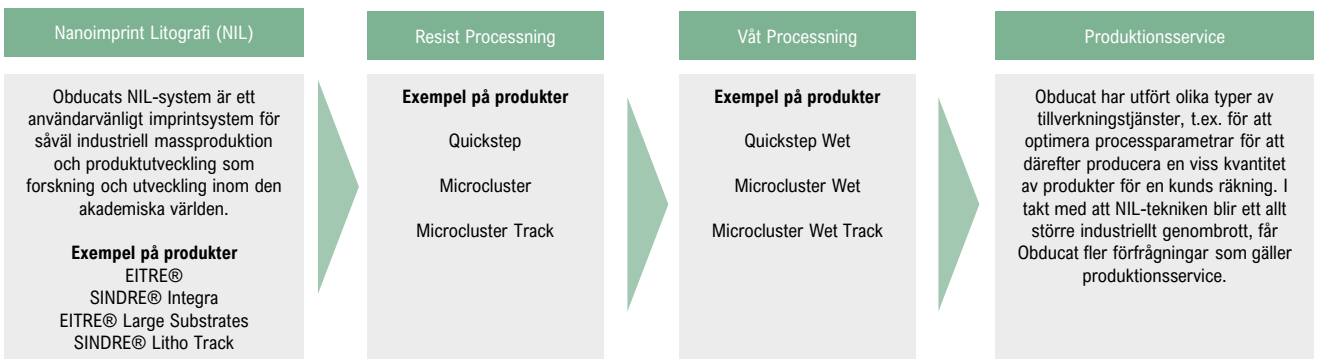 Nanoimprint Litografi (NIL)
Obducats NIL-system är ett
användarvänligt imprintsystem för
såväl industriell massproduktion
och produktutveckling som
forskning och utveckling inom den
akademiska världen.
Exempel på produkter
EITRE®
SINDRE® Integra
EITRE® Large Substrates
SINDRE® Litho Track
Resist Processning
Exempel på produkter
Quickstep
Microcluster
Microcluster Track
Våt Processning
Exempel på produkter
Quickstep Wet
Microcluster Wet
Microcluster Wet Track
Produktionsservice
Obducat har utfört olika typer av
tillverkningstjänster, t.ex. för att
optimera processparametrar för att
därefter producera en viss kvantitet
av produkter för en kunds räkning. I
takt med att NIL-tekniken blir ett allt
större industriellt genombrott, får
Obducat fler förfrågningar som gäller
produktionsservice.